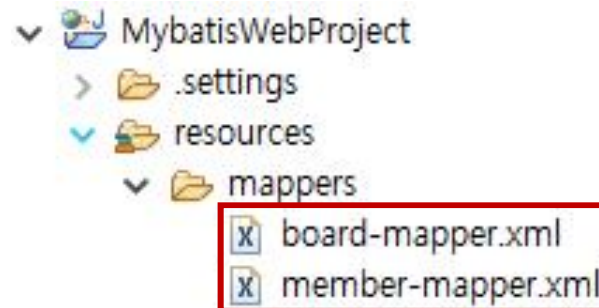 MybatisWebProject
.settings
resources
mappers
board-mapper.xml
member-mapper.xml